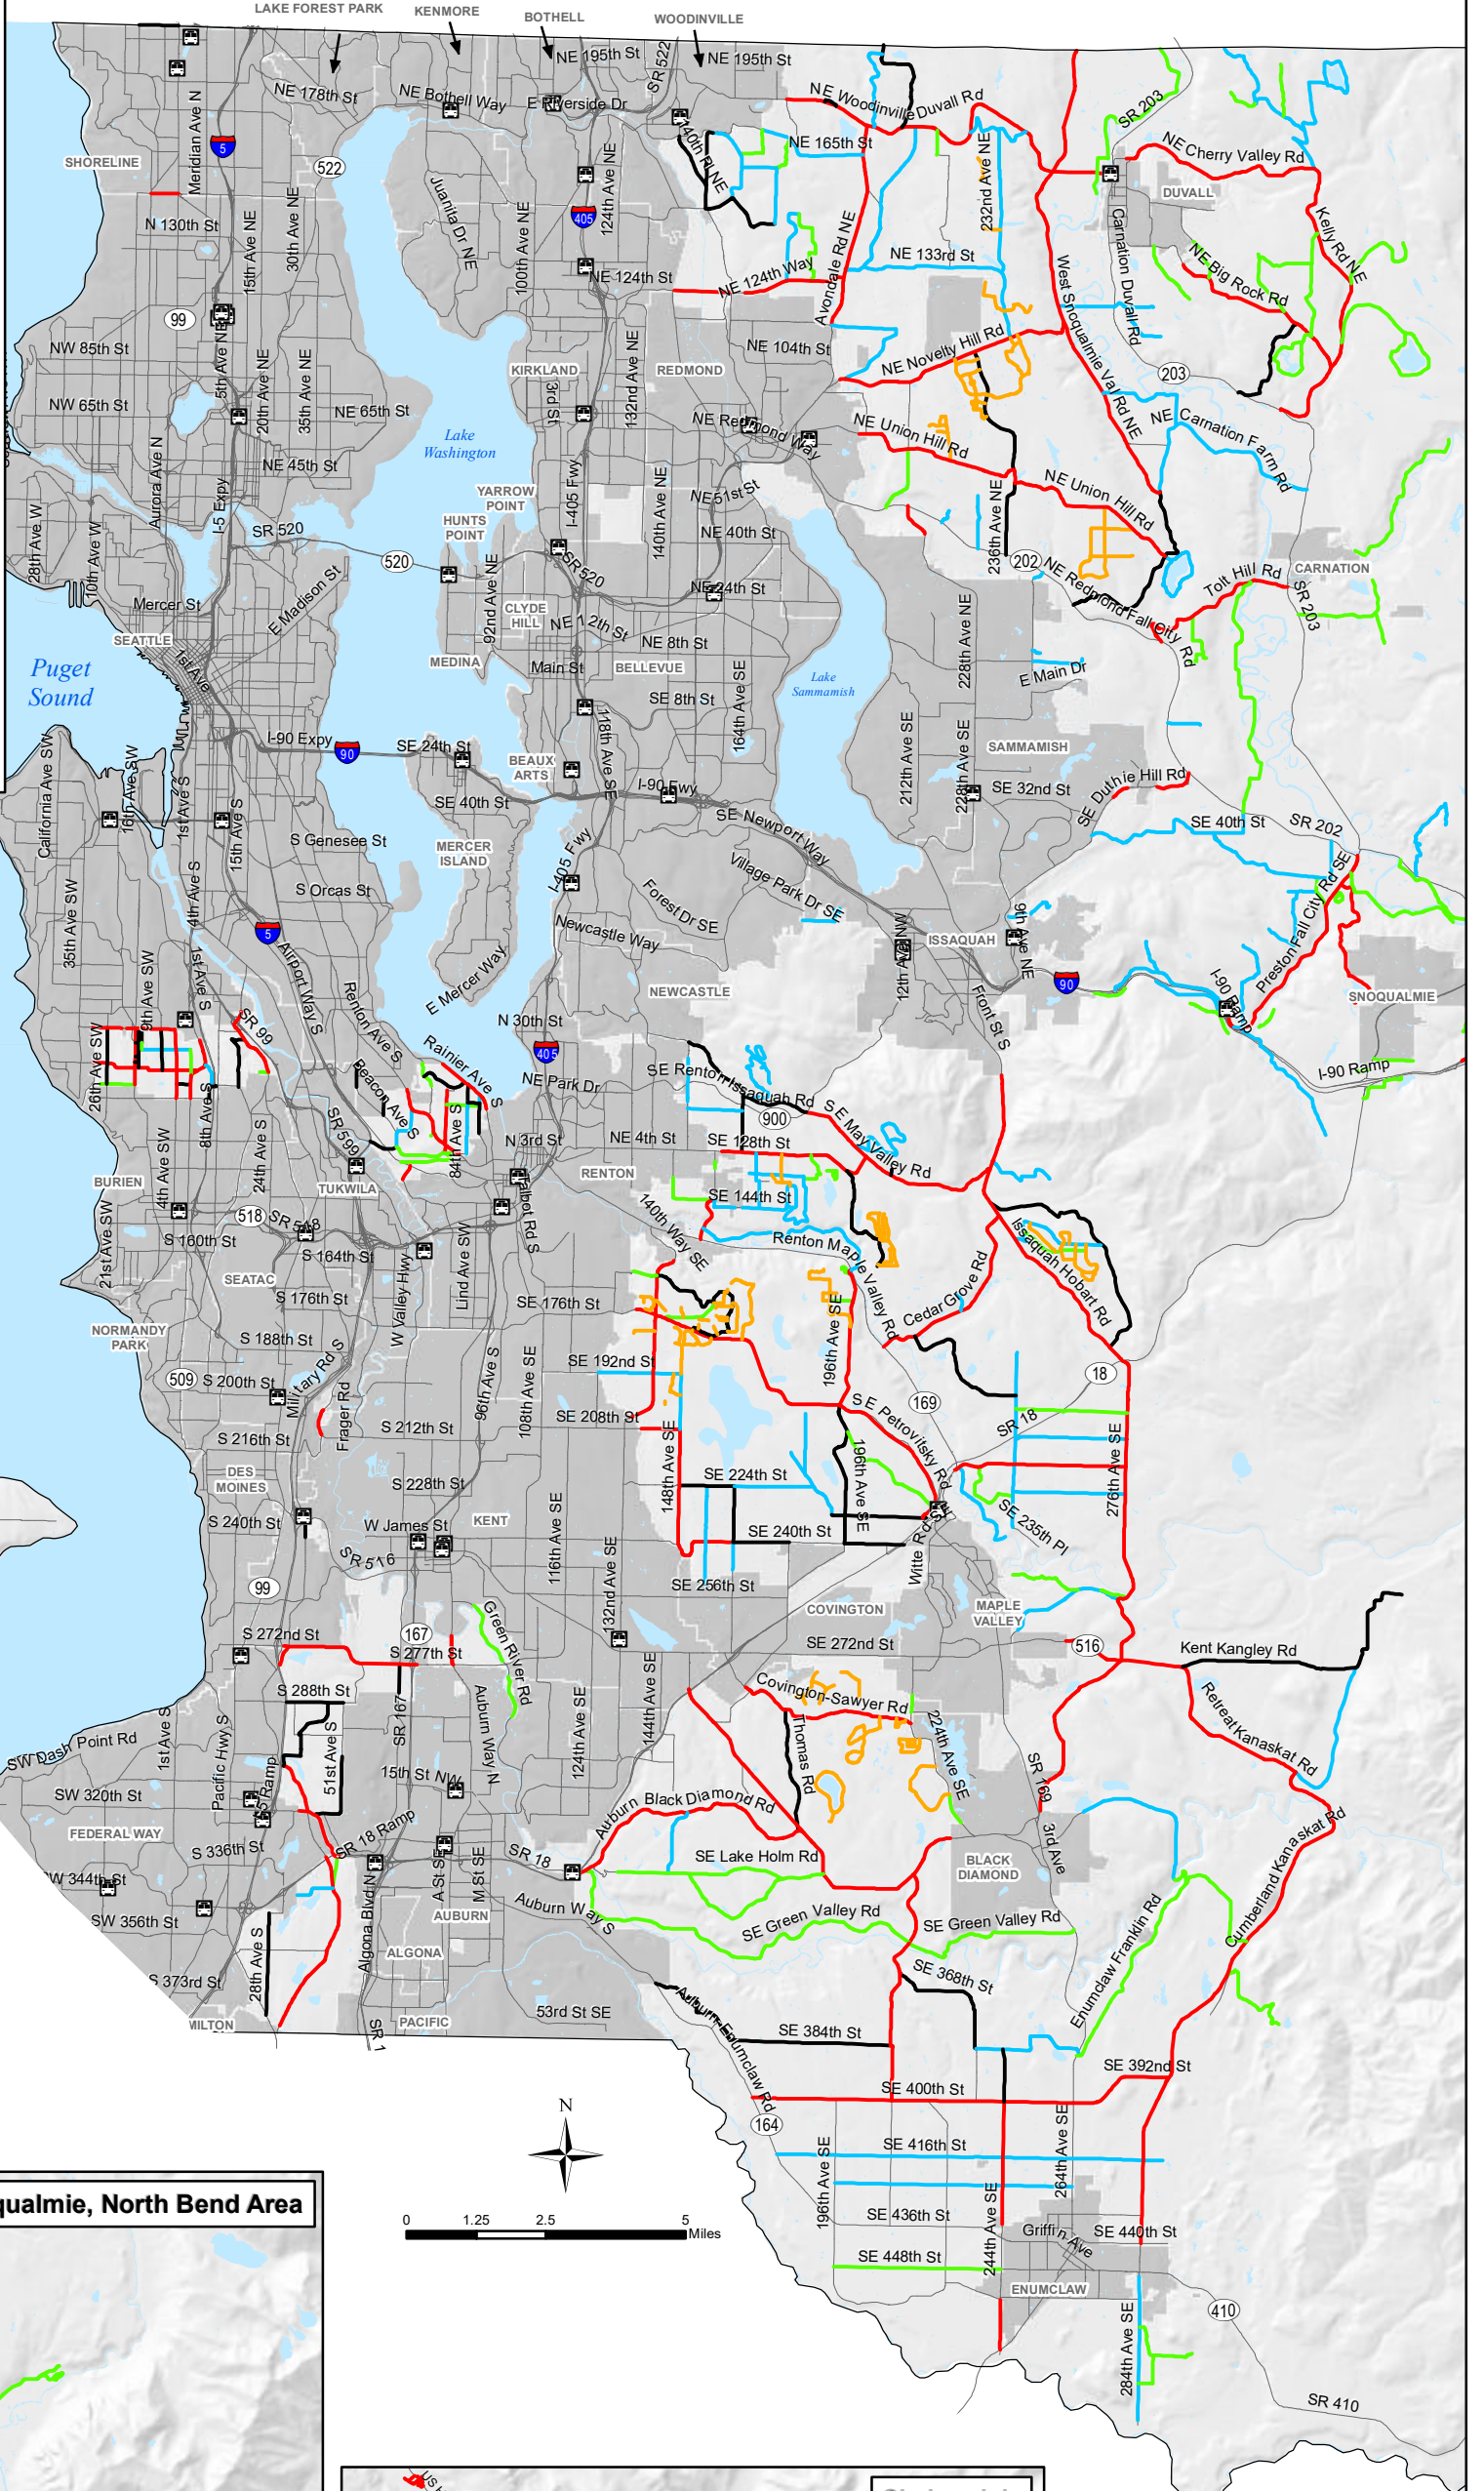 LAKE FOREST PARK
KENMORE
BOTHELL
WOODINVILLE
NE 195th St
SR 522
NE 195th St
NE 178th St
NE Bothell Way
E Riverside Dr
NE Woodinville Duvall Rd
SR 203
Meridian Ave N
5
SHORELINE
522
140th Pl NE
NE 165th St
232nd Ave NE
NE Cherry Valley Rd
DUVALL
Juanita Dr NE
124th Ave NE
405
100th Ave NE
N 130th St
15th Ave NE
30th Ave NE
NE 124th St
NE 124th Way
Avondale Rd NE
NE 133rd St
West Snoqualmie Val Rd NE
Carnation Duvall Rd
Kelly Rd NE
NE Big Rock Rd
99
NW 85th St
5th Ave NE
20th Ave NE
35th Ave NE
132nd Ave NE
NE 104th St
NE Novelty Hill Rd
203
KIRKLAND
REDMOND
3rd St
NW 65th St
NE 65th St
NE Redmond Way
NE Union Hill Rd
NE Carnation Farm Rd
Lake
Washington
Aurora Ave N
NE 45th St
I-5 Expy
I-405 Fwy
140th Ave NE
NE 51st St
NE Union Hill Rd
236th Ave NE
YARROW
POINT
HUNTS
POINT
28th Ave W
10th Ave W
SR 520
520
SR 520
NE 40th St
202
NE Redmond Fall City Rd
Tolt Hill Rd
CARNATION
SR 203
Mercer St
E Madison St
92nd Ave NE
NE 24th St
CLYDE
HILL
NE 12th St
NE 8th St
228th Ave NE
SEATTLE
1st Ave
MEDINA
Main St
BELLEVUE
Puget
Sound
Lake
Sammamish
E Main Dr
SE 8th St
164th Ave SE
118th Ave SE
I-90 Expy
90
SE 24th St
BEAUX
ARTS
I-90 Fwy
212th Ave SE
228th Ave SE
SAMMAMISH
SE 32nd St
SE Duthie Hill Rd
California Ave SW
16th Ave SW
1st Ave S
15th Ave S
SE 40th St
S Genesee St
MERCER
ISLAND
SE Newport Way
SE 40th St
SR 202
I-405 Fwy
Village Park Dr SE
S Orcas St
35th Ave SW
4th Ave S
Forest Dr SE
Newcastle Way
12th Ave NW
ISSAQUAH
9th Ave NE
Preston Fall City Rd SE
5
Airport Way S
E Mercer Way
NEWCASTLE
90
I-90 Ramp
SNOQUALMIE
9th Ave SW
1st Ave S
Renton Ave S
Front St S
SR 99
N 30th St
405
Rainier Ave S
NE Park Dr
SE Renton Issaquah Rd
I-90 Ramp
26th Ave SW
8th Ave S
Beacon Ave S
SR 599
84th Ave S
900
SE May Valley Rd
N 3rd St
NE 4th St
SE 128th St
4th Ave SW
24th Ave S
BURIEN
TUKWILA
RENTON
SE 144th St
140th Way SE
518
SR 518
21st Ave SW
S 160th St
S 164th St
Talbot Rd S
Renton Maple Valley Rd
Issaquah Hobart Rd
SEATAC
W Valley Hwy
Lind Ave SW
Cedar Grove Rd
S 176th St
SE 176th St
NORMANDY
PARK
S 188th St
196th Ave SE
Military Rd S
SE 192nd St
509
S 200th St
96th Ave S
108th Ave SE
18
169
SE Petrovitsky Rd
Frager Rd
S 212th St
SE 208th St
SR 18
S 216th St
148th Ave SE
196th Ave SE
276th Ave SE
DES
MOINES
S 228th St
SE 224th St
S 240th St
W James St
KENT
116th Ave SE
SE 240th St
Witte Rd SE
SE 235th Pl
SR 516
132nd Ave SE
99
SE 256th St
COVINGTON
MAPLE
VALLEY
S 272nd St
167
S 277th St
Green River Rd
SE 272nd St
516
Kent Kangley Rd
S 288th St
Covington-Sawyer Rd
Retreat Kanaskat Rd
1st Ave S
Pacific Hwy S
51st Ave S
SR 167
Auburn Way N
124th Ave SE
144th Ave SE
Thomas Rd
224th Ave SE
SR 169
SW Dash Point Rd
SW 320th St
15th St NW
FEDERAL WAY
S 336th St
SR 18 Ramp
Auburn Black Diamond Rd
3rd Ave
Cumberland Kanaskat Rd
SW 344th St
SR 18
SE Lake Holm Rd
BLACK
DIAMOND
SW 356th St
A St SE
M St SE
AUBURN
Auburn Way S
SE Green Valley Rd
SE Green Valley Rd
Enumclaw Franklin Rd
28th Ave S
Algona Blvd N
ALGONA
S 373rd St
SE 368th St
MILTON
PACIFIC
53rd St SE
Auburn-Enumclaw Rd
SE 384th St
SR 1
SE 392nd St
SE 400th St
164
N
196th Ave SE
SE 416th St
264th Ave SE
qualmie, North Bend Area
0 1.25 2.5 5
Miles
SE 436th St
244th Ave SE
Griffin Ave
SE 440th St
SE 448th St
ENUMCLAW
410
284th Ave SE
SR 410